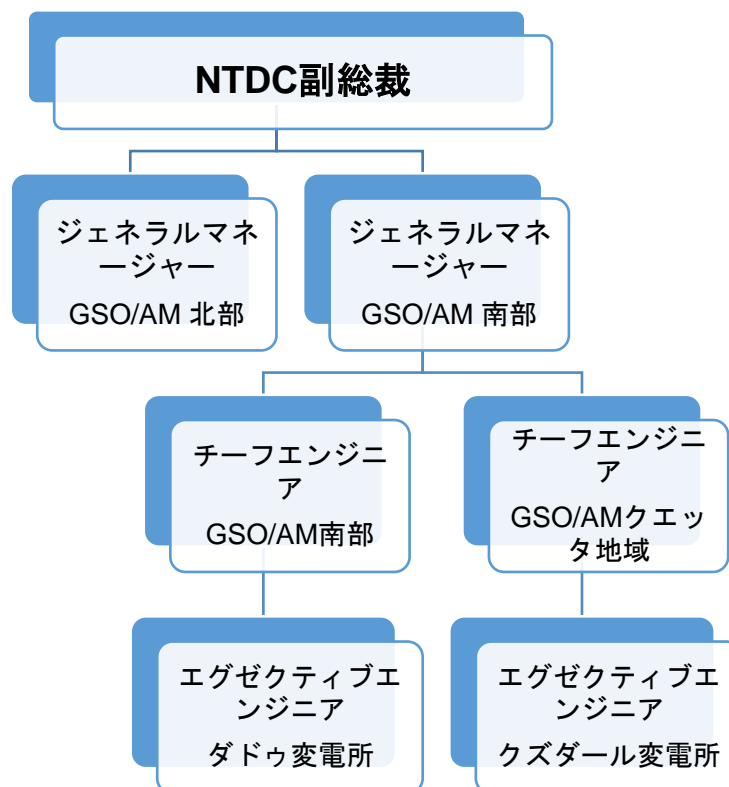 NTDC副総裁
ジェネラルマネ
ージャー
GSO/AM 北部
ジェネラルマネ
ージャー
GSO/AM 南部
チーフエンジニ
ア
GSO/AM南部
チーフエンジニ
ア
GSO/AMクエッ
タ地域
エグゼクティブエ
ンジニア
ダドゥ変電所
エグゼクティブエ
ンジニア
クズダール変電所